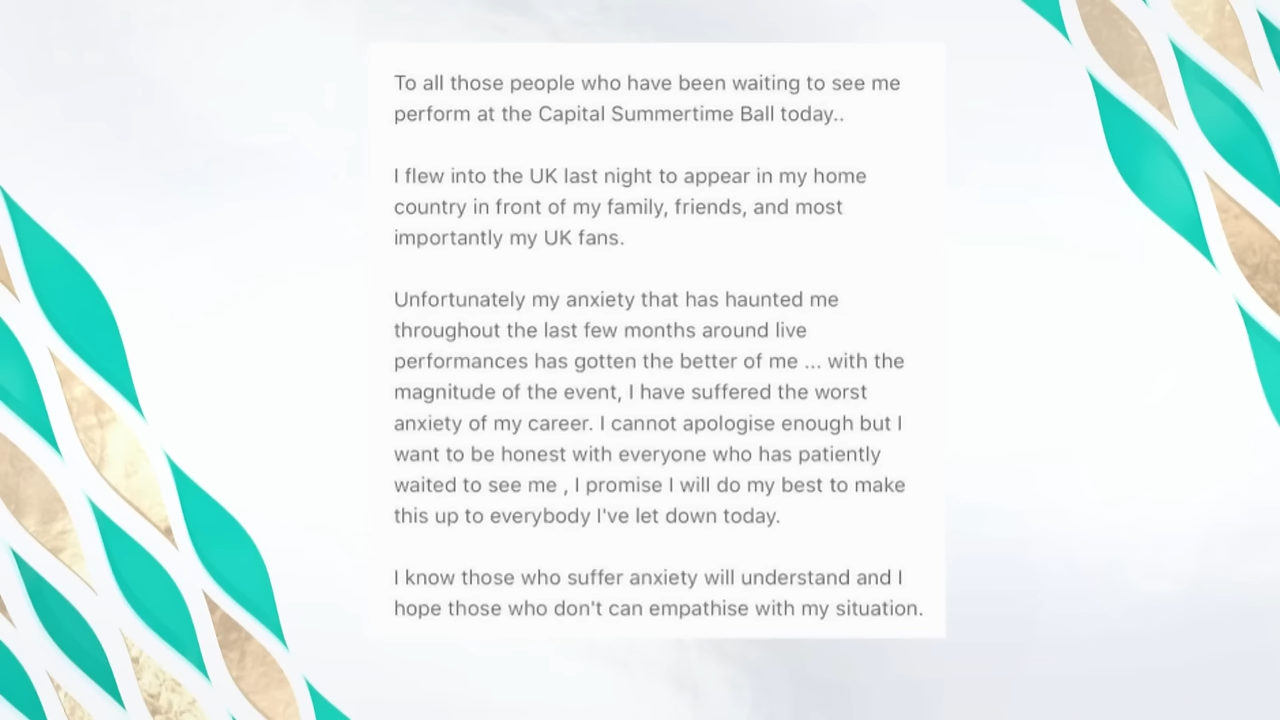 To all those people who have been waiting to see me
perform at the Capital Summertime Ball today..
I flew into the UK last night to appear in my home
country in front of my family, friends, and most
importantly my UK fans.
Unfortunately my anxiety that has haunted me
throughout the last few months around live
performances has gotten the better of me ... with the
magnitude of the event, I have suffered the worst
anxiety of my career. I cannot apologise enough but I
want to be honest with everyone who has patiently
waited to see me , I promise I will do my best to make
this up to everybody I've let down today.
I know those who suffer anxiety will understand and I
hope those who don't can empathise with my situation.